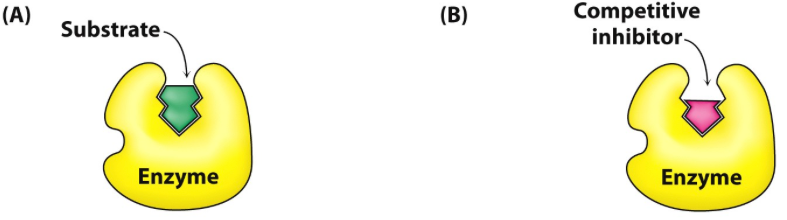 (A)
Substrate
Enzyme
(B)
Competitive
inhibitor
Enzyme